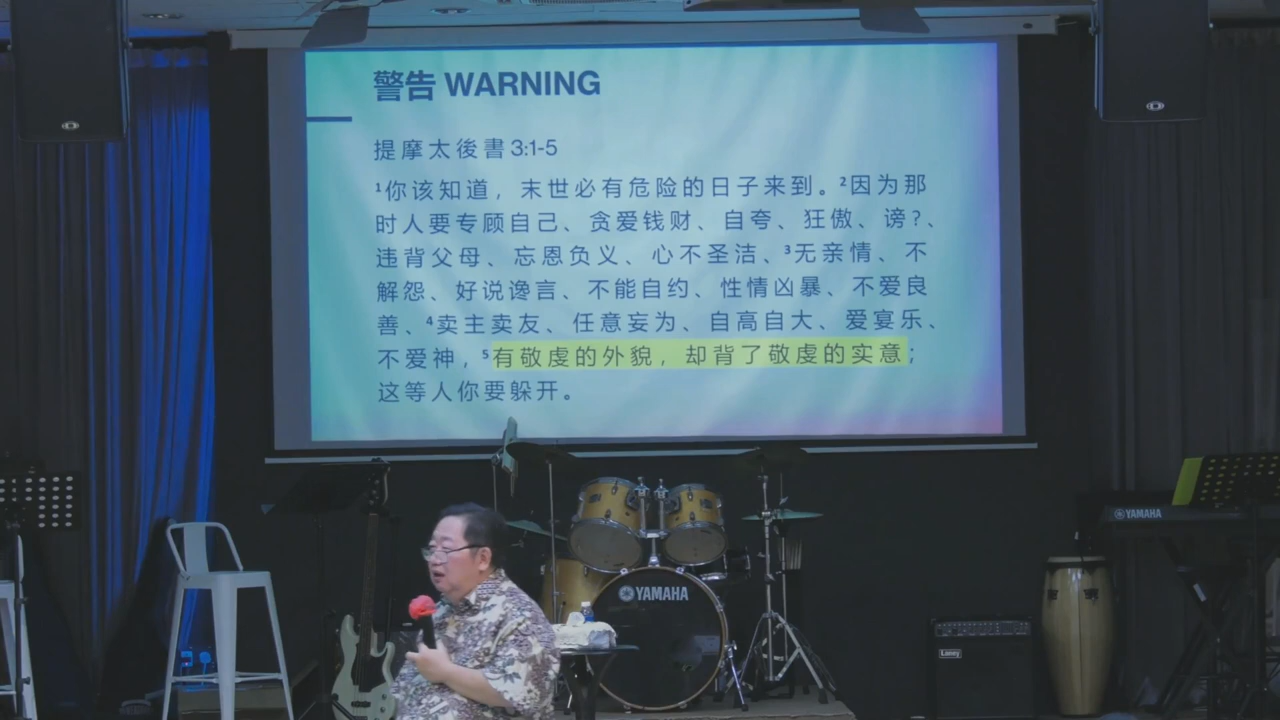 警告 WARNING
提摩太後書 3:1-5
¹你该知道，末世必有危险的日子来到。²因为那
时人要专顾自己、贪爱钱财、自夸、狂傲、谤?、
违背父母、忘恩负义、心不圣洁、³无亲情、不
解怨、好说谗言、不能自约、性情凶暴、不爱良
善、⁴卖主卖友、任意妄为、自高自大、爱宴乐、
不爱神，⁵有敬虔的外貌，却背了敬虔的实意；
这等人你要躲开。
YAMAHA
YAMAHA
Laney